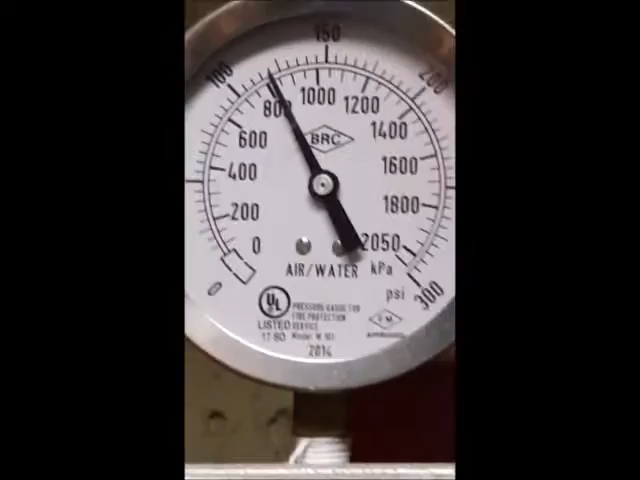 150
100
200
800
1000
1200
600
BRC
1400
400
1600
200
1800
0
2050
AIR/WATER kPa
0
psi
300
UL
PRESSURE GAUGE FOR
FIRE PROTECTION
LISTED SERVICE
2014